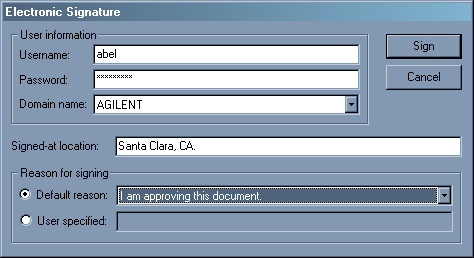 Electronic Signature
User information
Username: abel
Sign
Password: *********
Cancel
Domain name: AGILENT
Signed-at location: Santa Clara, CA.
Reason for signing
Default reason: I am approving this document.
User specified: